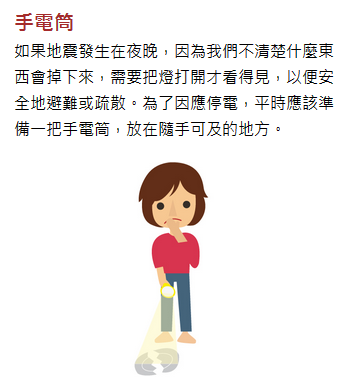 手電筒
如果地震發生在夜晚，因為我們不清楚什麼東
西會掉下來，需要把燈打開才看得見，以便安
全地避難或疏散。為了因應停電，平時應該準
備一把手電筒，放在隨手可及的地方。